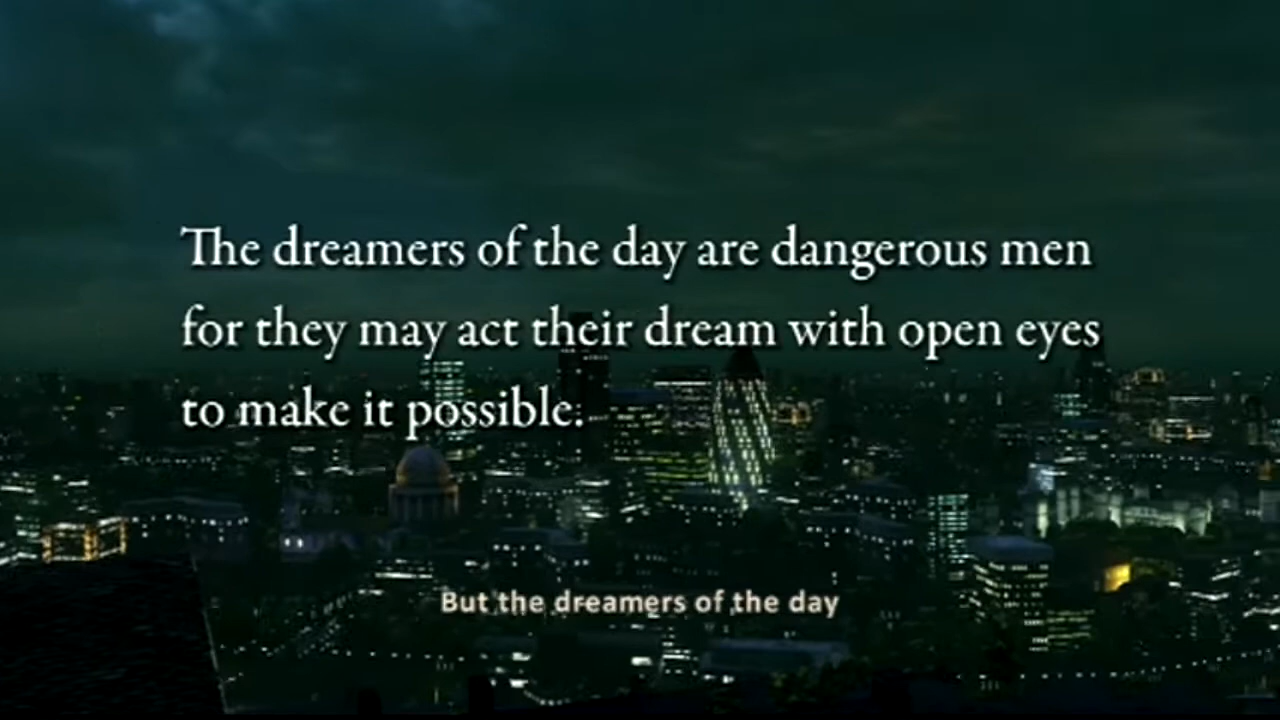 The dreamers of the day are dangerous men
for they may act their dream with open eyes
to make it possible.
But the dreamers of the day